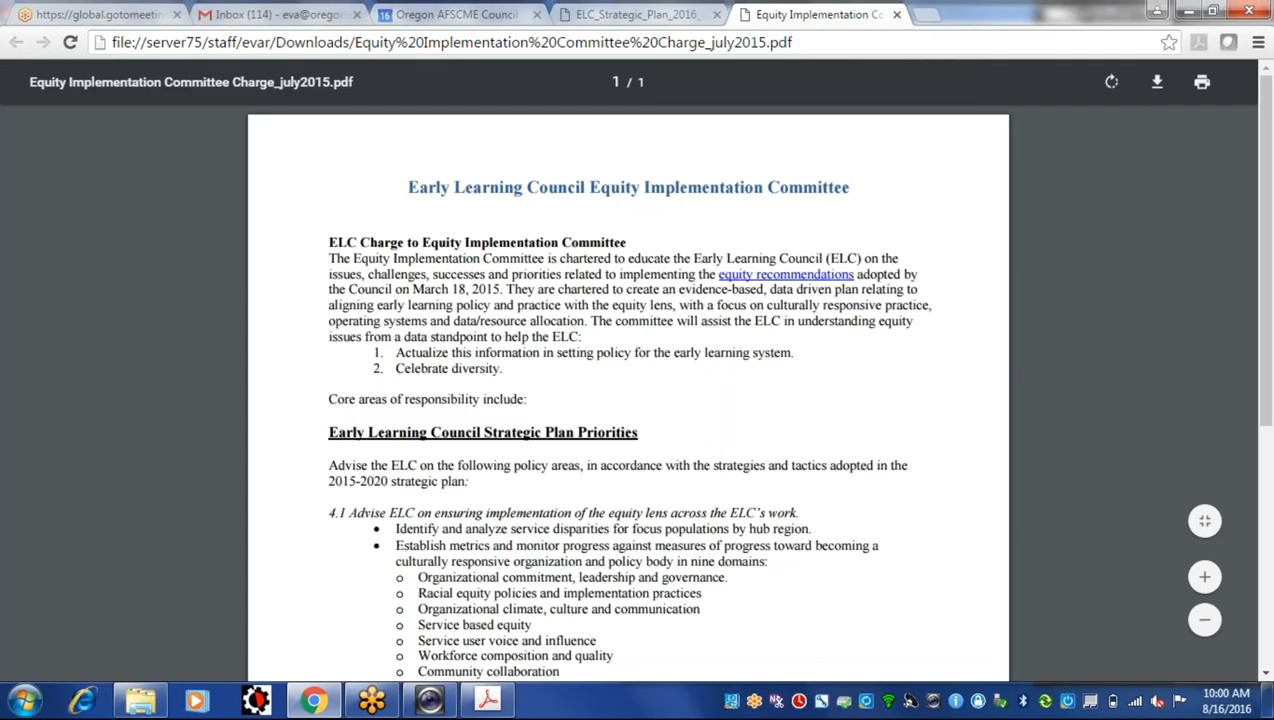 https://global.gotomeetin
Inbox (114) - eva@orego
16
Oregon AFSCME Council
ELC_Strategic_Plan_2016_
Equity Implementation Co
file://server75/staff/evar/Downloads/Equity%20Implementation%20Committee%20Charge_july2015.pdf
Equity Implementation Committee Charge_july2015.pdf
1 / 1
Early Learning Council Equity Implementation Committee
ELC Charge to Equity Implementation Committee
The Equity Implementation Committee is chartered to educate the Early Learning Council (ELC) on the
issues, challenges, successes and priorities related to implementing the equity recommendations adopted by
the Council on March 18, 2015. They are chartered to create an evidence-based, data driven plan relating to
aligning early learning policy and practice with the equity lens, with a focus on culturally responsive practice,
operating systems and data/resource allocation. The committee will assist the ELC in understanding equity
issues from a data standpoint to help the ELC:
1. Actualize this information in setting policy for the early learning system.
2. Celebrate diversity.
Core areas of responsibility include:
Early Learning Council Strategic Plan Priorities
Advise the ELC on the following policy areas, in accordance with the strategies and tactics adopted in the
2015-2020 strategic plan:
4.1 Advise ELC on ensuring implementation of the equity lens across the ELC's work.
• Identify and analyze service disparities for focus populations by hub region.
• Establish metrics and monitor progress against measures of progress toward becoming a
culturally responsive organization and policy body in nine domains:
o Organizational commitment, leadership and governance.
o Racial equity policies and implementation practices
o Organizational climate, culture and communication
o Service based equity
o Service user voice and influence
o Workforce composition and quality
o Community collaboration
10:00 AM
8/16/2016